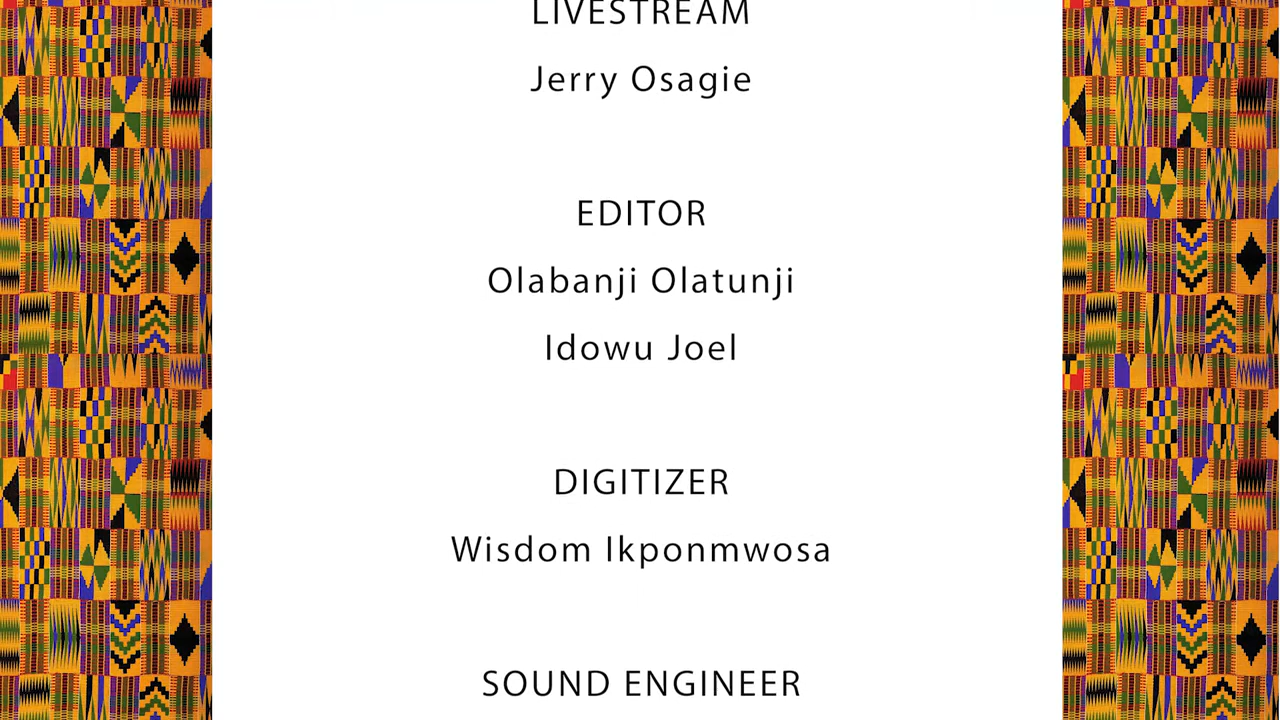 LIVESTREAM
Jerry Osagie
EDITOR
Olabanji Olatunji
Idowu Joel
DIGITIZER
Wisdom Ikponmwosa
SOUND ENGINEER